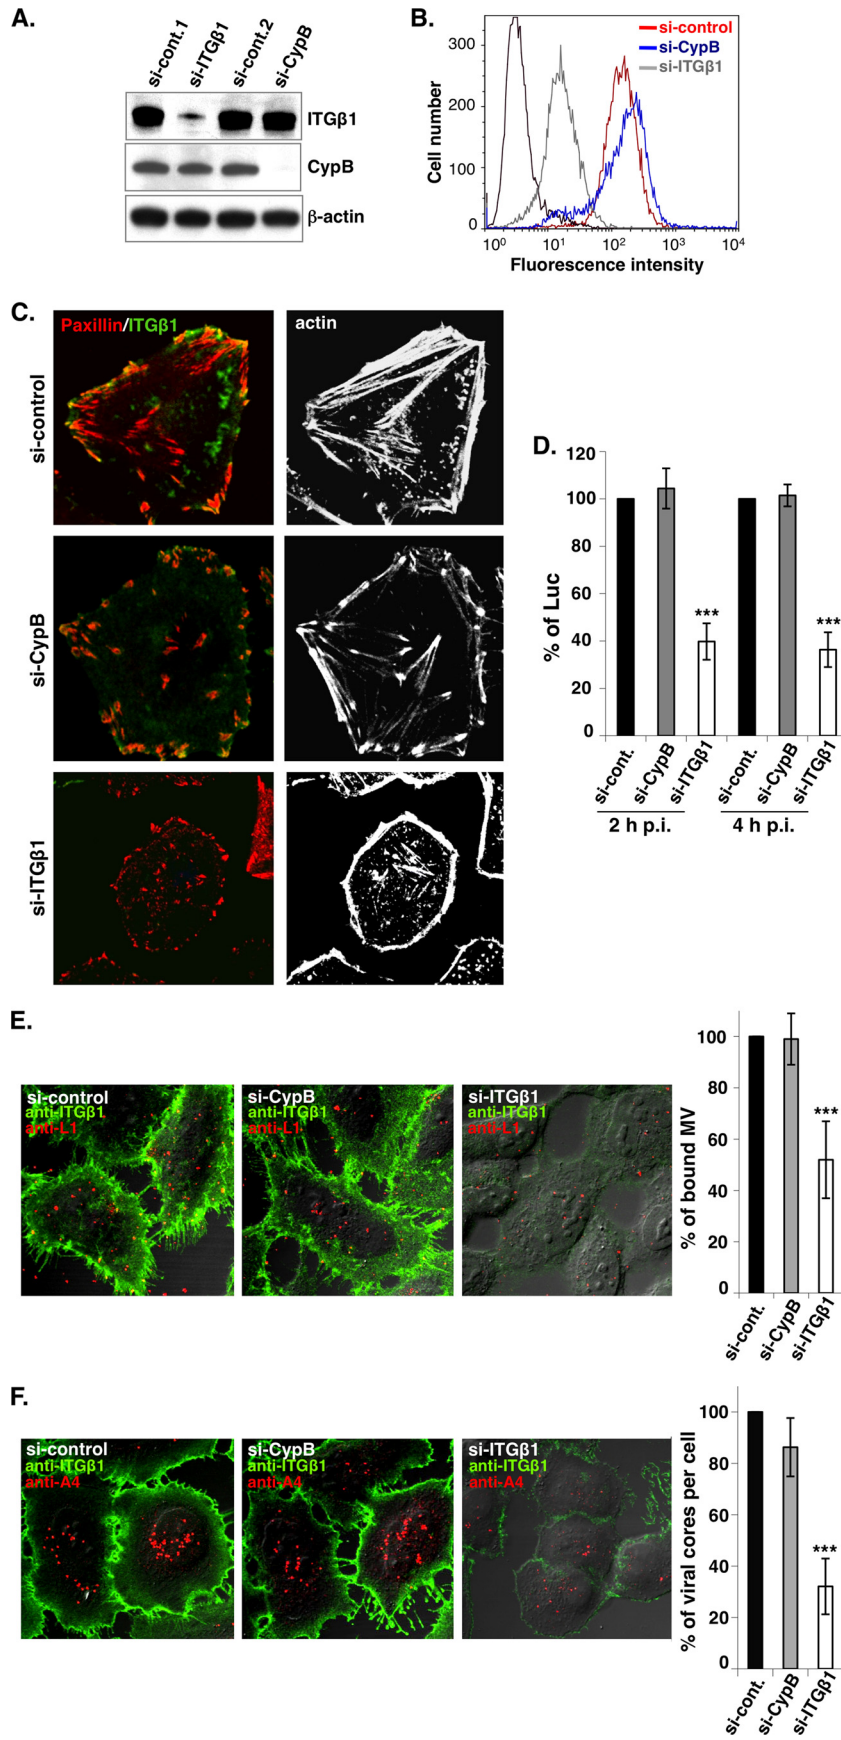 A.
si-cont.1
si-ITGβ1
si-cont.2
si-CypB
ITGβ1
CypB
β-actin
B.
si-control
si-CypB
si-ITGβ1
Cell number
300
200
100
0
10⁰
10¹
10²
10³
10⁴
Fluorescence intensity
C.
Paxillin/ITGβ1
actin
si-control
si-CypB
si-ITGβ1
D.
% of Luc
120
100
80
60
40
20
0
***
***
si-cont.
si-CypB
si-ITGβ1
si-cont.
si-CypB
si-ITGβ1
2 h p.i.
4 h p.i.
E.
si-control
anti-ITGβ1
anti-L1
si-CypB
anti-ITGβ1
anti-L1
si-ITGβ1
anti-ITGβ1
anti-L1
% of bound MV
100
80
60
40
20
0
***
si-cont.
si-CypB
si-ITGβ1
F.
si-control
anti-ITGβ1
anti-A4
si-CypB
anti-ITGβ1
anti-A4
si-ITGβ1
anti-ITGβ1
anti-A4
% of viral cores per cell
100
80
60
40
20
0
***
si-cont.
si-CypB
si-ITGβ1